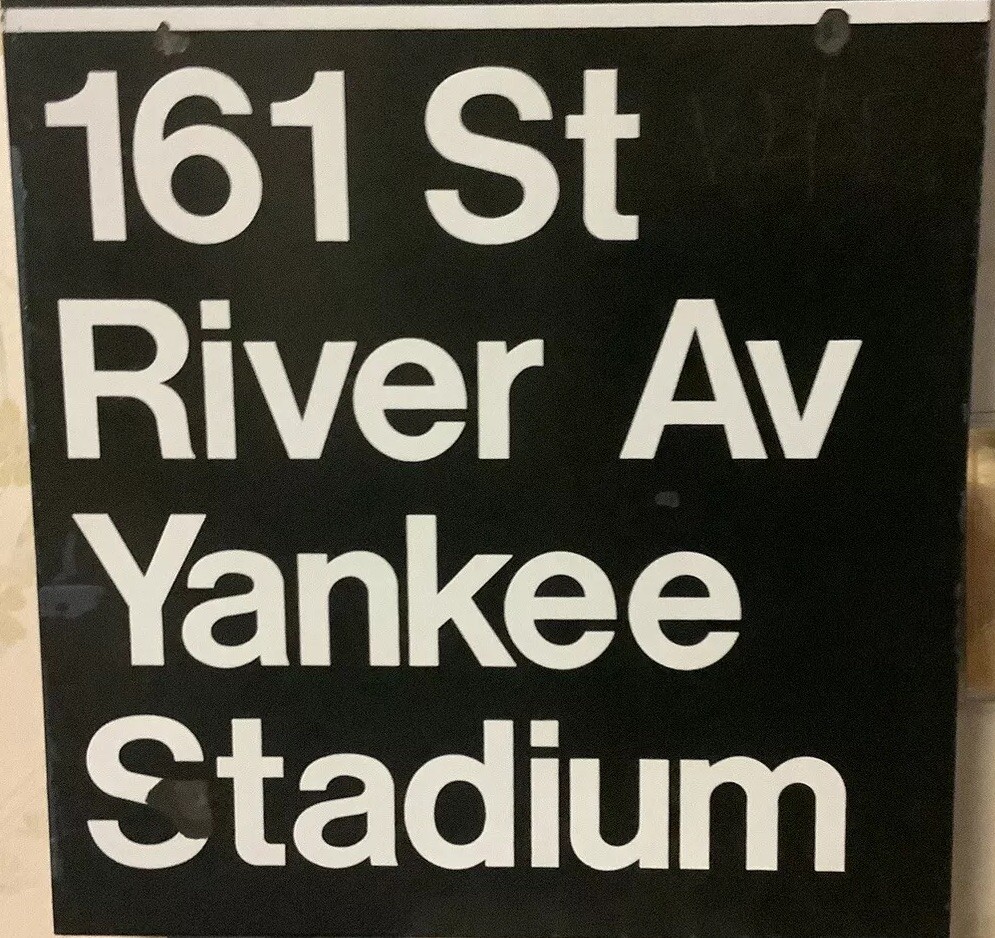 161 St
River Av
Yankee
Stadium